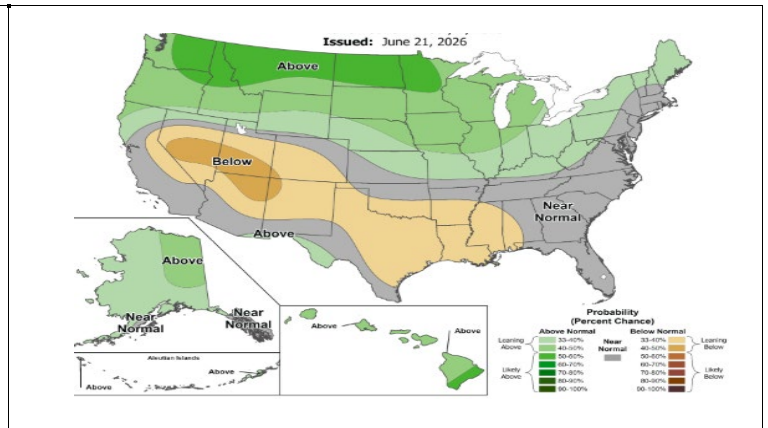 Issued: June 21, 2026
Above
Below
Near
Normal
Above
Above
Near
Normal
Near
Normal
Aleutian Islands
Above
Above
Above
Above
Above
Probability
(Percent Chance)
Above Normal
Below Normal
Near
Normal
Leaning
Above
Likely
Above
33-40%
40-50%
50-60%
60-70%
70-80%
80-90%
90-100%
33-40%
40-50%
50-60%
60-70%
70-80%
80-90%
90-100%
Leaning
Below
Likely
Below